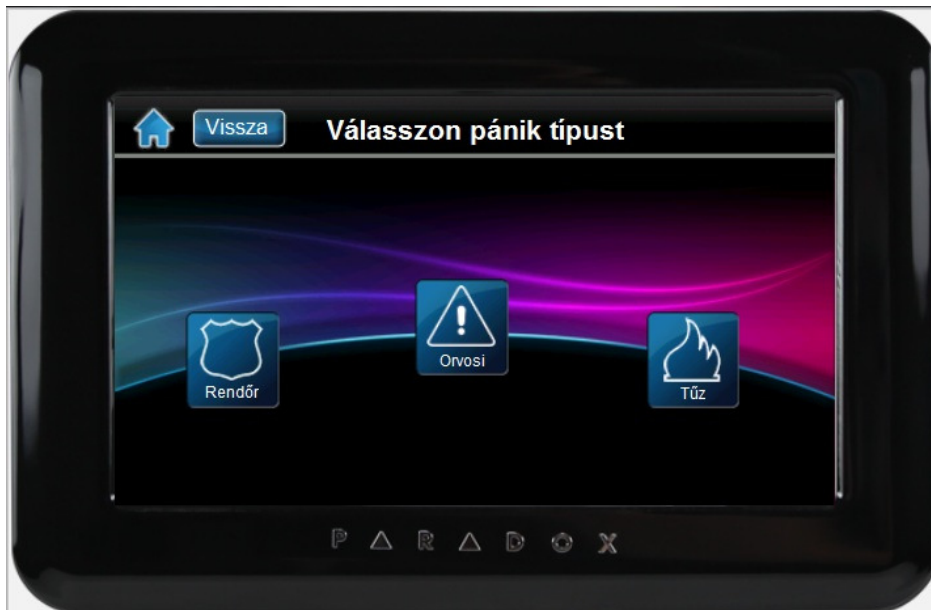 Vissza
Válasszon pánik típust
Orvosi
Rendőr
Tűz
PARADOX